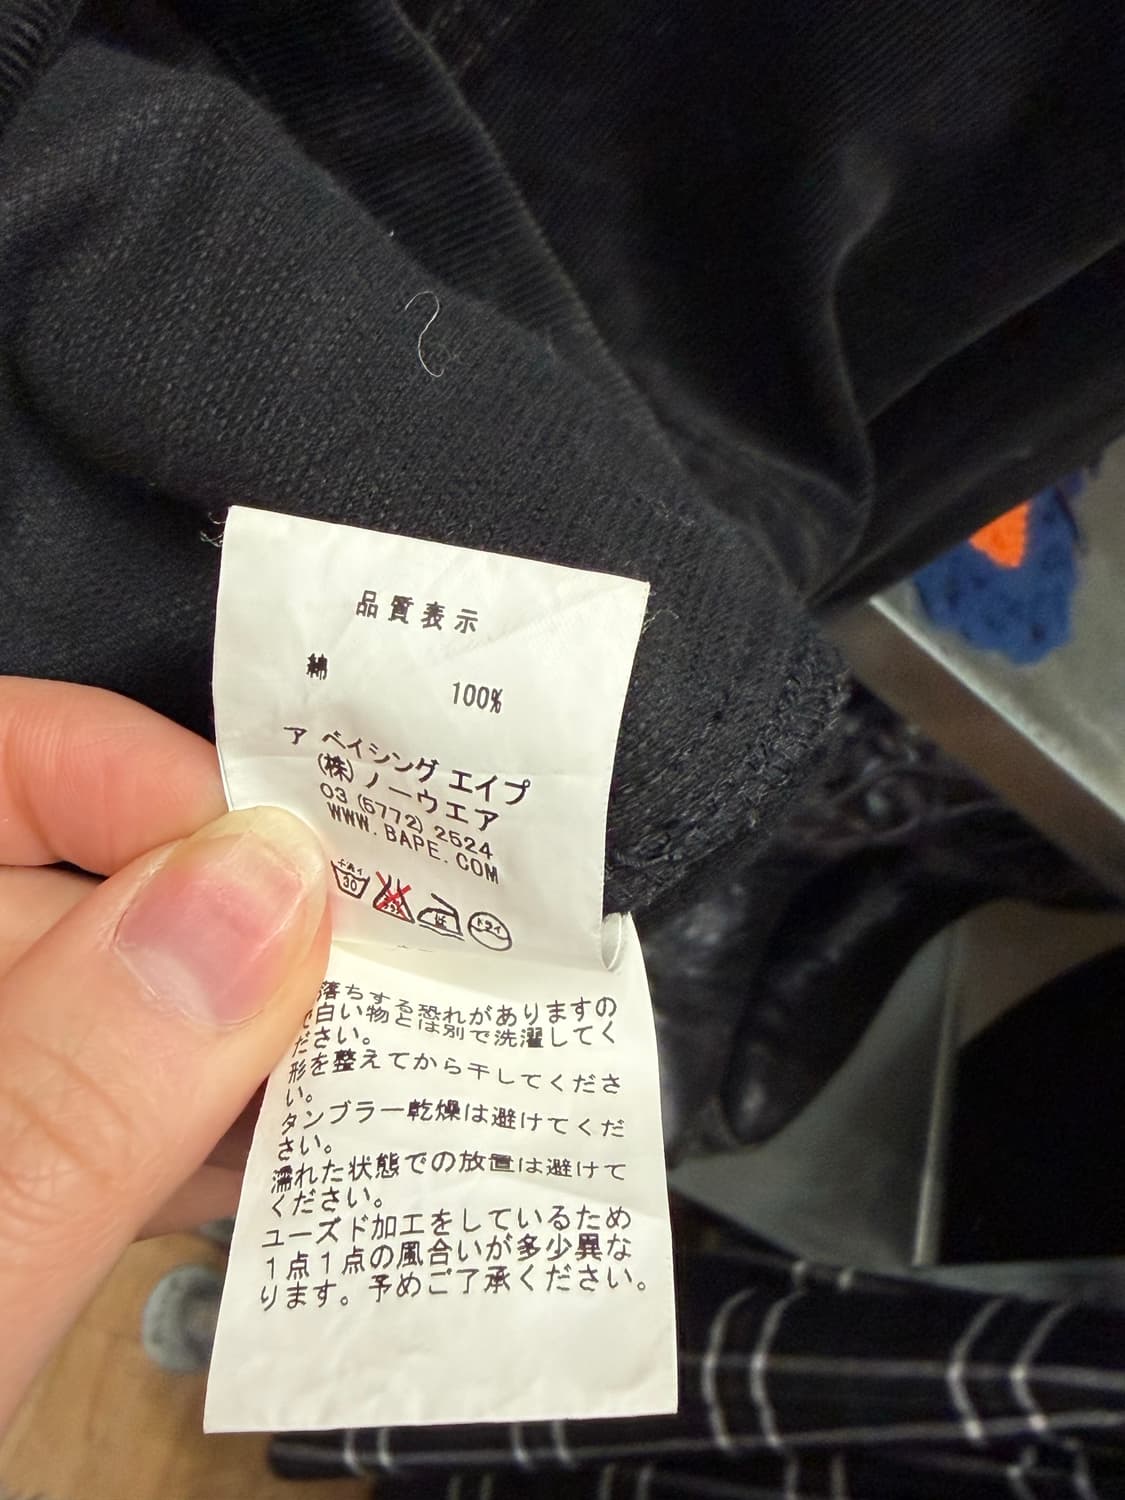 品質表示
綿
100%
ア ベイシング エイプ
(株)ノーウエア
03 (5772) 2524
WWW.BAPE.COM
30
ドライ
落ちする恐れがありますの
で白い物とは別で洗濯してく
ださい。
形を整えてから干してくださ
い。
タンブラー乾燥は避けてくだ
さい。
濡れた状態での放置は避けて
ください。
ユーズド加工をしているため
1点1点の風合いが多少異な
ります。予めご了承ください。